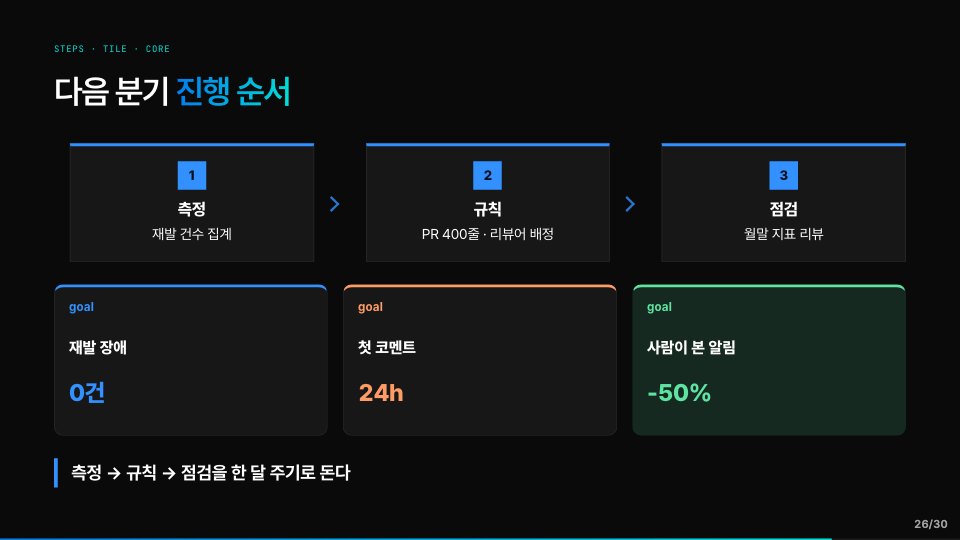 STEPS · TILE · CORE
다음 분기 진행 순서
1
측정
재발 건수 집계
2
규칙
PR 400줄 · 리뷰어 배정
3
점검
월말 지표 리뷰
goal
재발 장애
0건
goal
첫 코멘트
24h
goal
사람이 본 알림
-50%
측정 → 규칙 → 점검을 한 달 주기로 돈다
26/30